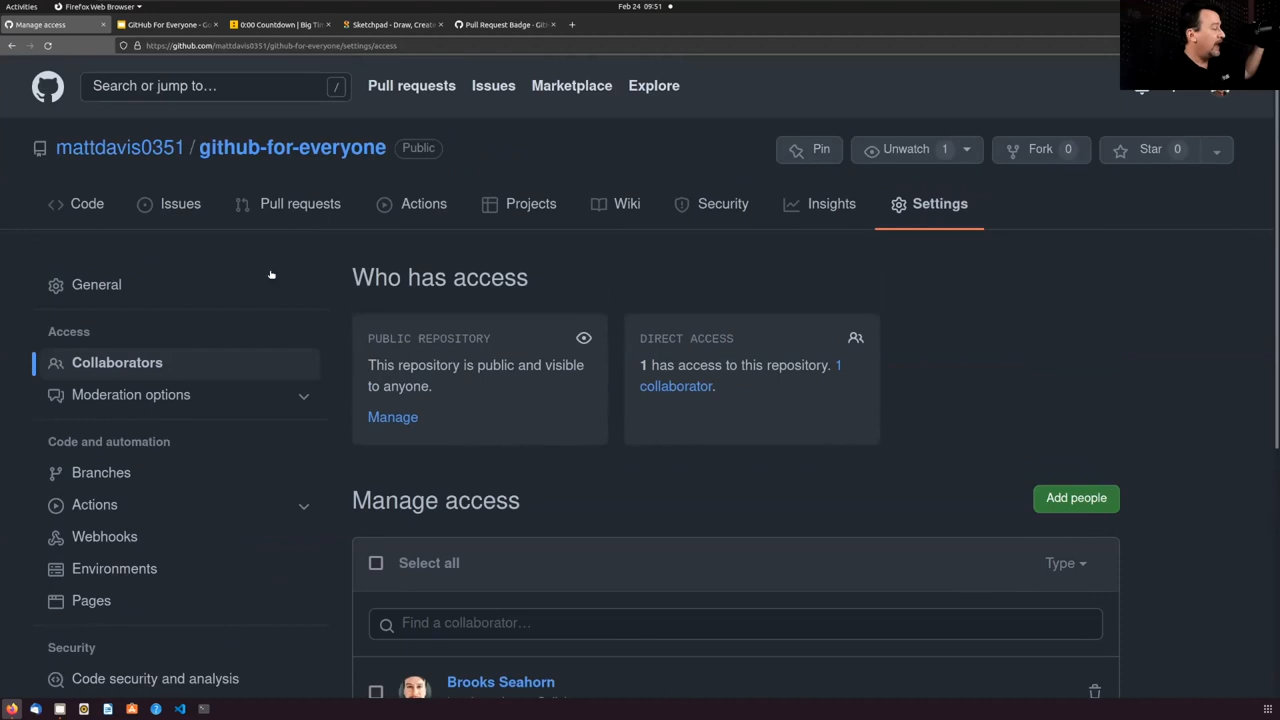 Activities
Firefox Web Browser
Feb 24 09:51
Manage access
GitHub For Everyone - Go
0:00 Countdown | Big Tim
Sketchpad - Draw, Create
Pull Request Badge - Gith
https://github.com/mattdavis0351/github-for-everyone/settings/access
Search or jump to…
/
Pull requests
Issues
Marketplace
Explore
mattdavis0351 / github-for-everyone
Public
Pin
Unwatch 1
Fork 0
Star 0
Code
Issues
Pull requests
Actions
Projects
Wiki
Security
Insights
Settings
General
Access
Collaborators
Moderation options
Code and automation
Branches
Actions
Webhooks
Environments
Pages
Security
Code security and analysis
Who has access
PUBLIC REPOSITORY
This repository is public and visible
to anyone.
Manage
DIRECT ACCESS
1 has access to this repository. 1
collaborator.
Manage access
Add people
Select all
Type
Find a collaborator…
Brooks Seahorn